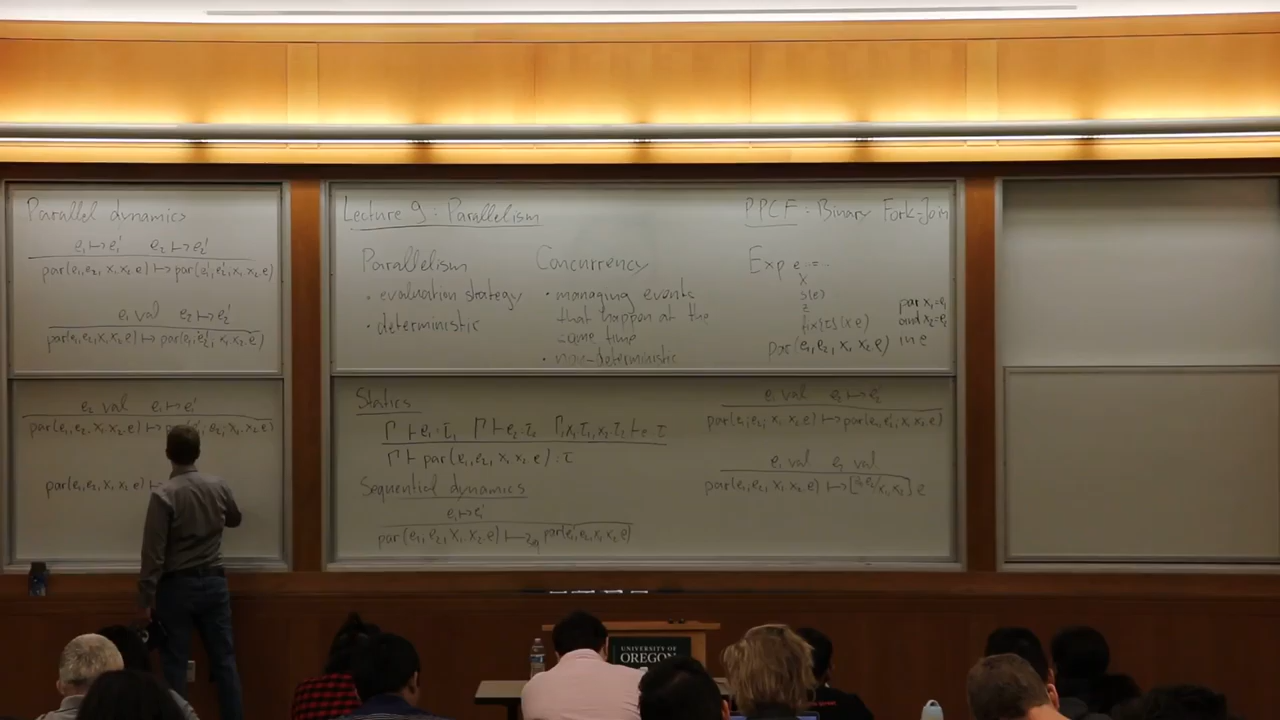 Parallel dynamics
e₁ ↦ e₁'    e₂ ↦ e₂'
par(e₁, e₂, x₁.x₂.e) ↦ par(e₁'; e₂'; x₁.x₂.e)
e₁ val    e₂ ↦ e₂'
par(e₁, e₂, x₁.x₂.e) ↦ par(e₁; e₂'; x₁.x₂.e)
e₂ val    e₁ ↦ e₁'
par(e₁, e₂, x₁.x₂.e) ↦ e₂; x₁.x₂.e)
par(e₁, e₂, x₁.x₂.e) ↦
Lecture 9: Parallelism
Parallelism
• evaluation strategy
• deterministic
Concurrency
• managing events
that happen at the
same time
• non-deterministic
PPCF: Binary Fork-Join
Exp e ::= ..
x
s(e)
z
fix{τ}(x.e)
par(e₁, e₂, x₁.x₂.e)
par x₁=e₁
and x₂=e₂
in e
Statics
Γ ⊢ e₁:τ₁    Γ ⊢ e₂:τ₂    Γ, x₁:τ₁, x₂:τ₂ ⊢ e:τ
Γ ⊢ par(e₁, e₂, x₁.x₂.e) : τ
Sequential dynamics
e₁ ↦ e₁'
par(e₁, e₂, x₁.x₂.e) ↦seq par(e₁', e₂, x₁.x₂.e)
e₁ val    e₂ ↦ e₂'
par(e₁; e₂; x₁.x₂.e) ↦ par(e₁, e₂', x₁.x₂.e)
e₁ val    e₂ val
par(e₁, e₂, x₁.x₂.e) ↦ [e₁,e₂/x₁,x₂] e
UNIVERSITY OF
OREGON